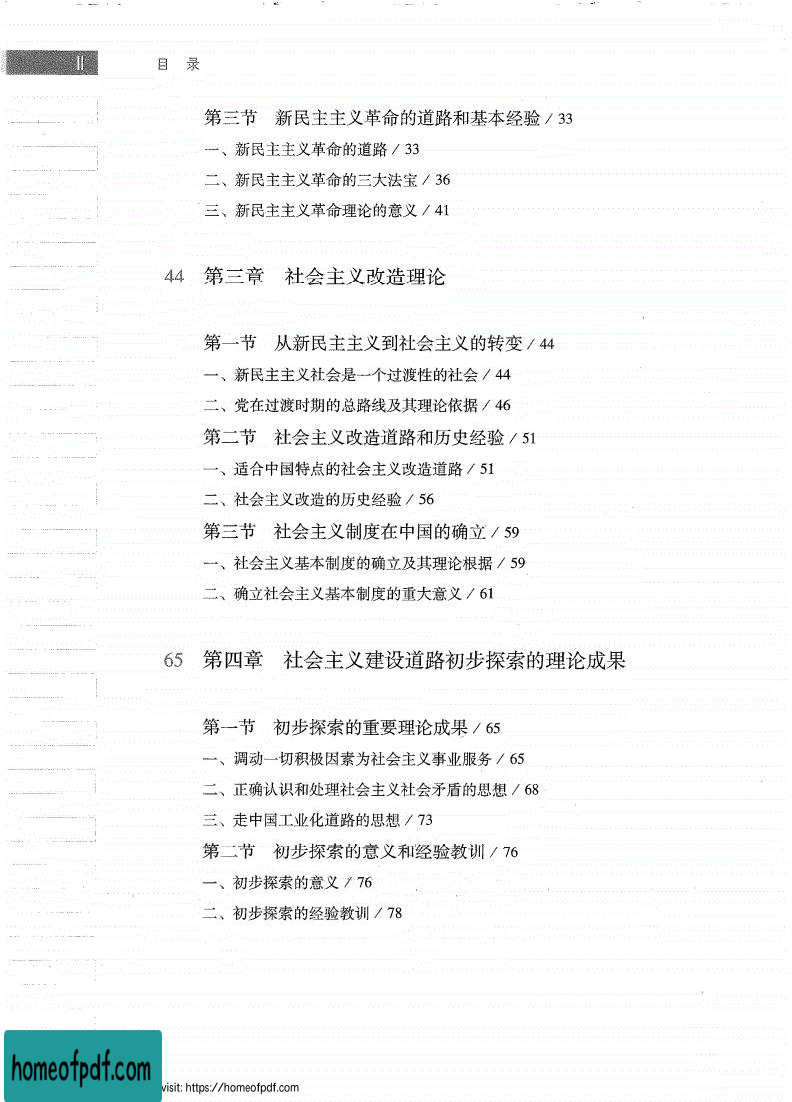 II
目 录
第三节 新民主主义革命的道路和基本经验 / 33
一、新民主主义革命的道路 / 33
二、新民主主义革命的三大法宝 / 36
三、新民主主义革命理论的意义 / 41
44 第三章 社会主义改造理论
第一节 从新民主主义到社会主义的转变 / 44
一、新民主主义社会是一个过渡性的社会 / 44
二、党在过渡时期的总路线及其理论依据 / 46
第二节 社会主义改造道路和历史经验 / 51
一、适合中国特点的社会主义改造道路 / 51
二、社会主义改造的历史经验 / 56
第三节 社会主义制度在中国的确立 / 59
一、社会主义基本制度的确立及其理论根据 / 59
二、确立社会主义基本制度的重大意义 / 61
65 第四章 社会主义建设道路初步探索的理论成果
第一节 初步探索的重要理论成果 / 65
一、调动一切积极因素为社会主义事业服务 / 65
二、正确认识和处理社会主义社会矛盾的思想 / 68
三、走中国工业化道路的思想 / 73
第二节 初步探索的意义和经验教训 / 76
一、初步探索的意义 / 76
二、初步探索的经验教训 / 78
homeofpdf.com
visit: https://homeofpdf.com